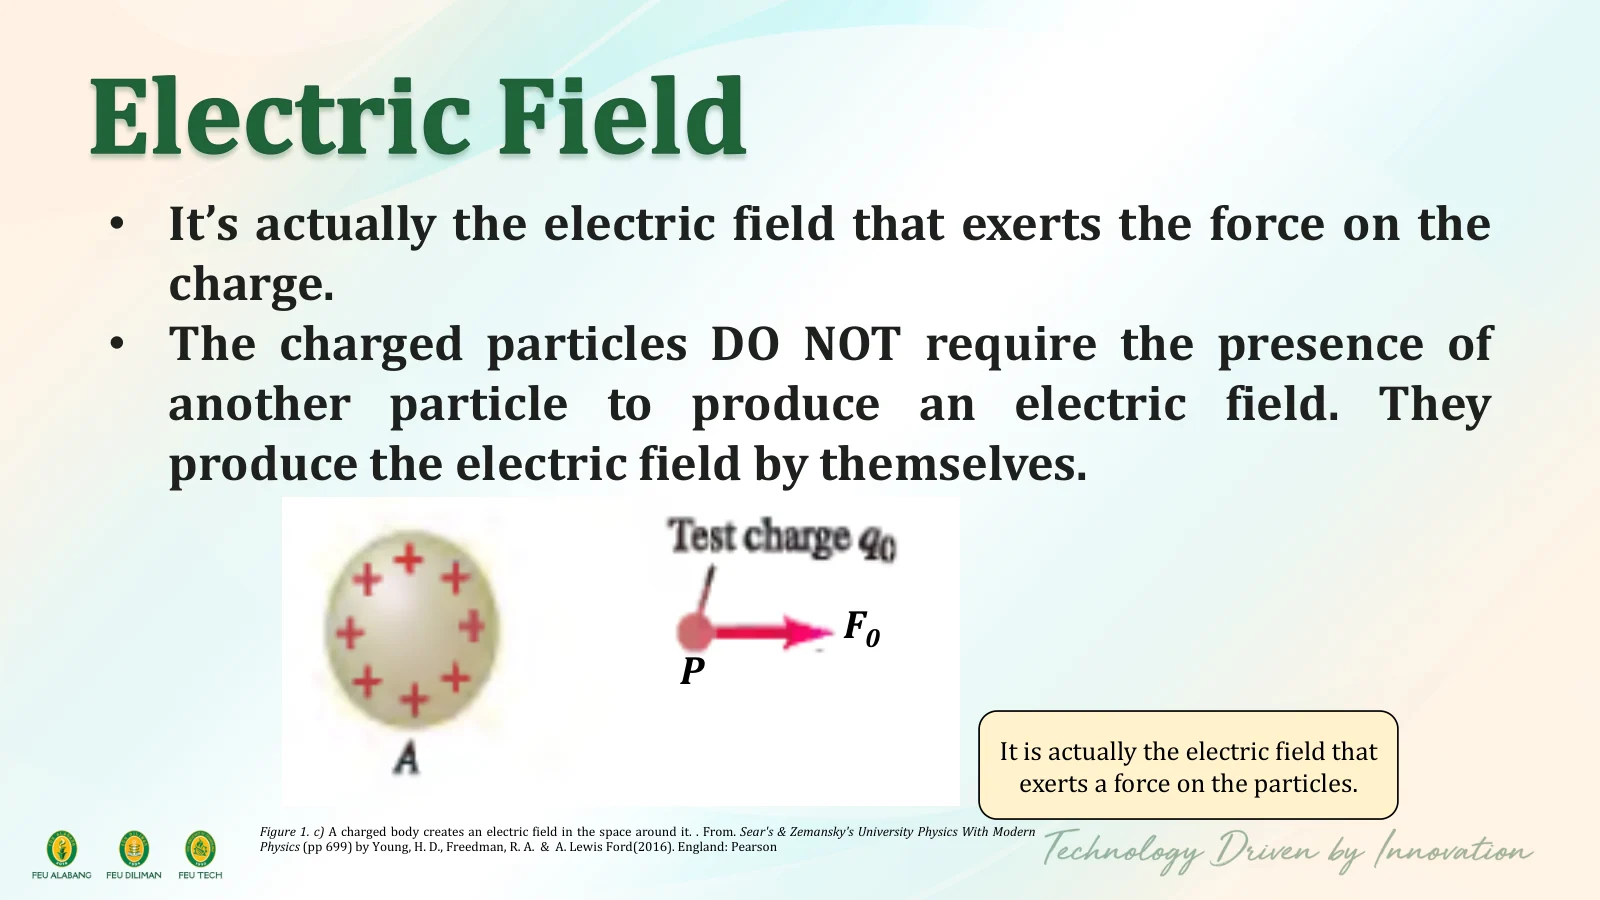 Electric Field
• It’s actually the electric field that exerts the force on the
charge.
• The charged particles DO NOT require the presence of
another particle to produce an electric field. They
produce the electric field by themselves.
Test charge q0
F0
P
A
It is actually the electric field that
exerts a force on the particles.
Figure 1. c) A charged body creates an electric field in the space around it. . From. Sear's & Zemansky's University Physics With Modern
Physics (pp 699) by Young, H. D., Freedman, R. A. & A. Lewis Ford(2016). England: Pearson
FEU ALABANG
FEU DILIMAN
FEU TECH
Technology Driven by Innovation